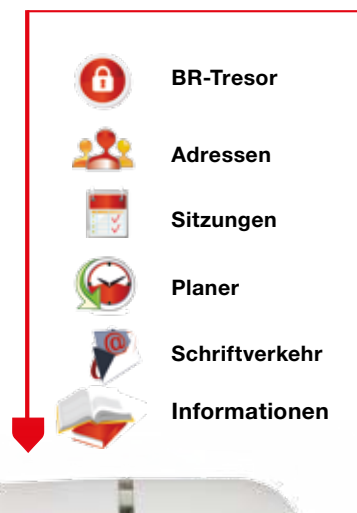 BR-Tresor
Adressen
Sitzungen
Planer
Schriftverkehr
@
Informationen